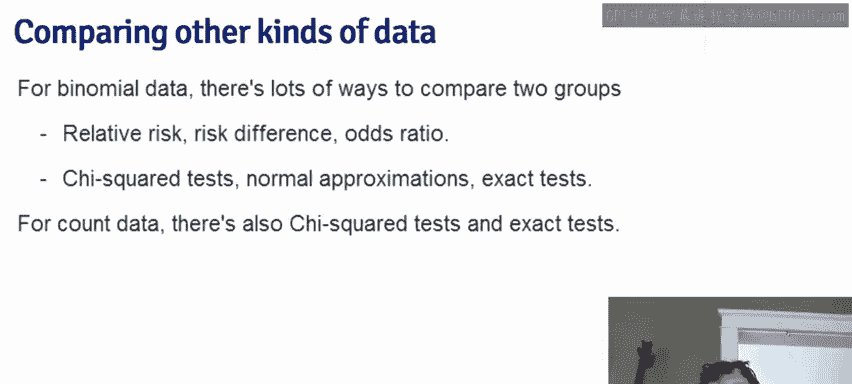 Comparing other kinds of data
For binomial data, there's lots of ways to compare two groups
- Relative risk, risk difference, odds ratio.
- Chi-squared tests, normal approximations, exact tests.
For count data, there's also Chi-squared tests and exact tests.